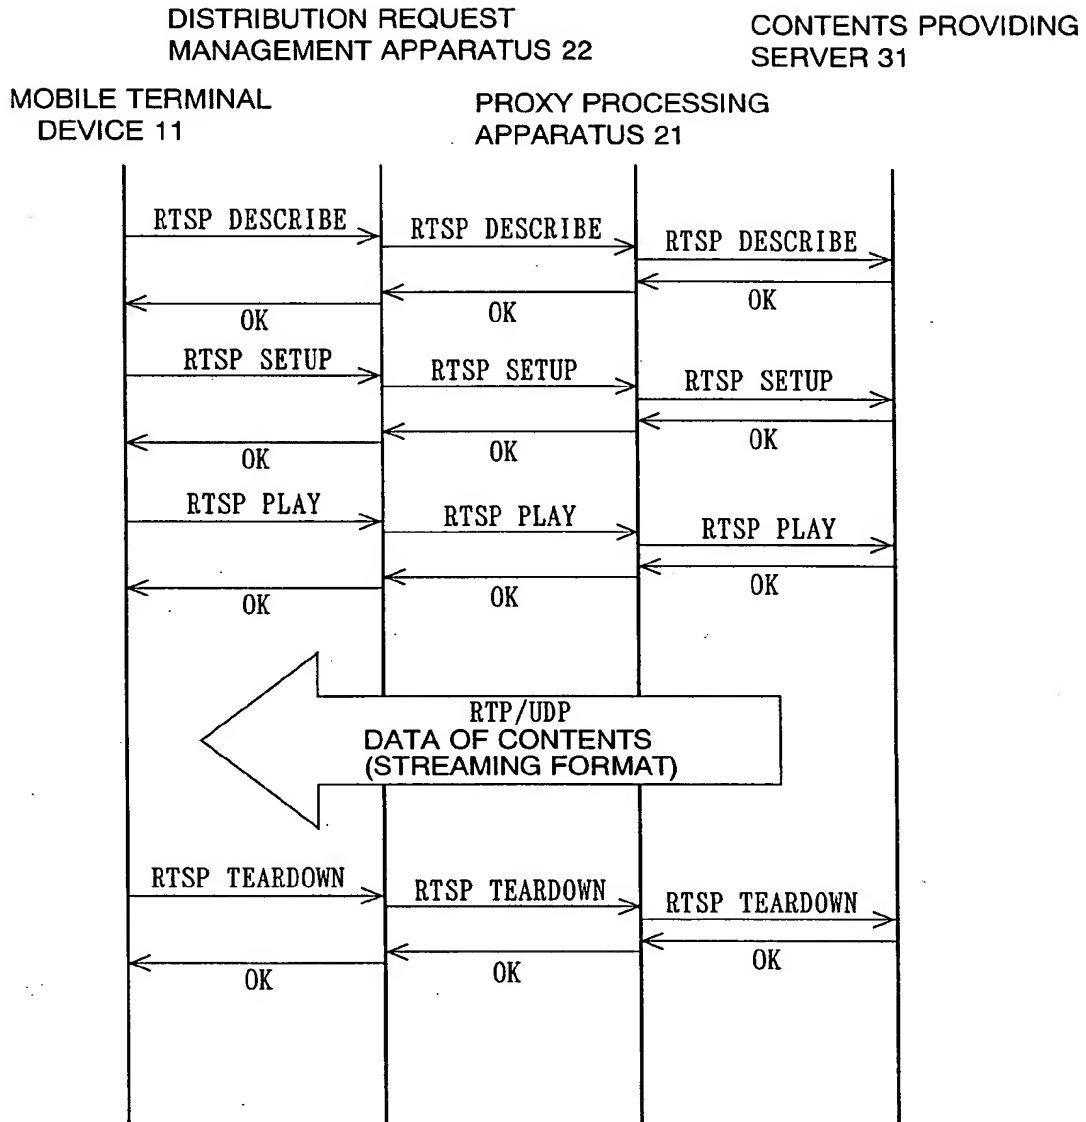 DISTRIBUTION REQUEST
MANAGEMENT APPARATUS 22
CONTENTS PROVIDING
SERVER 31
MOBILE TERMINAL
DEVICE 11
PROXY PROCESSING
APPARATUS 21
RTSP DESCRIBE
RTSP DESCRIBE
RTSP DESCRIBE
OK
OK
OK
RTSP SETUP
RTSP SETUP
RTSP SETUP
OK
OK
OK
RTSP PLAY
RTSP PLAY
RTSP PLAY
OK
OK
OK
RTP/UDP
DATA OF CONTENTS
(STREAMING FORMAT)
RTSP TEARDOWN
RTSP TEARDOWN
RTSP TEARDOWN
OK
OK
OK